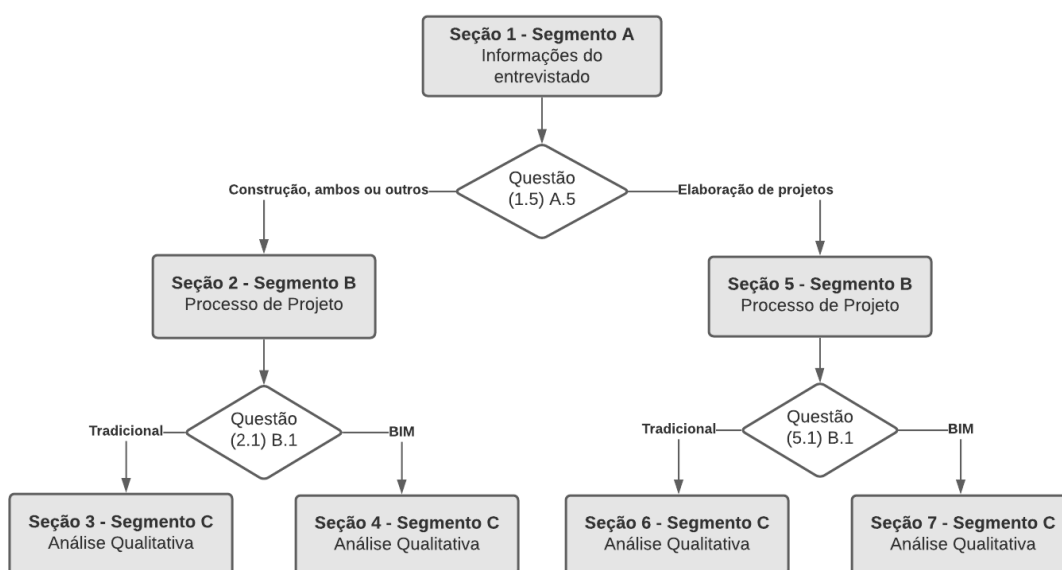 Seção 1 - Segmento A
Informações do
entrevistado
Questão
(1.5) A.5
Construção, ambos ou outros
Elaboração de projetos
Seção 2 - Segmento B
Processo de Projeto
Seção 5 - Segmento B
Processo de Projeto
Questão
(2.1) B.1
Tradicional
BIM
Questão
(5.1) B.1
Tradicional
BIM
Seção 3 - Segmento C
Análise Qualitativa
Seção 4 - Segmento C
Análise Qualitativa
Seção 6 - Segmento C
Análise Qualitativa
Seção 7 - Segmento C
Análise Qualitativa